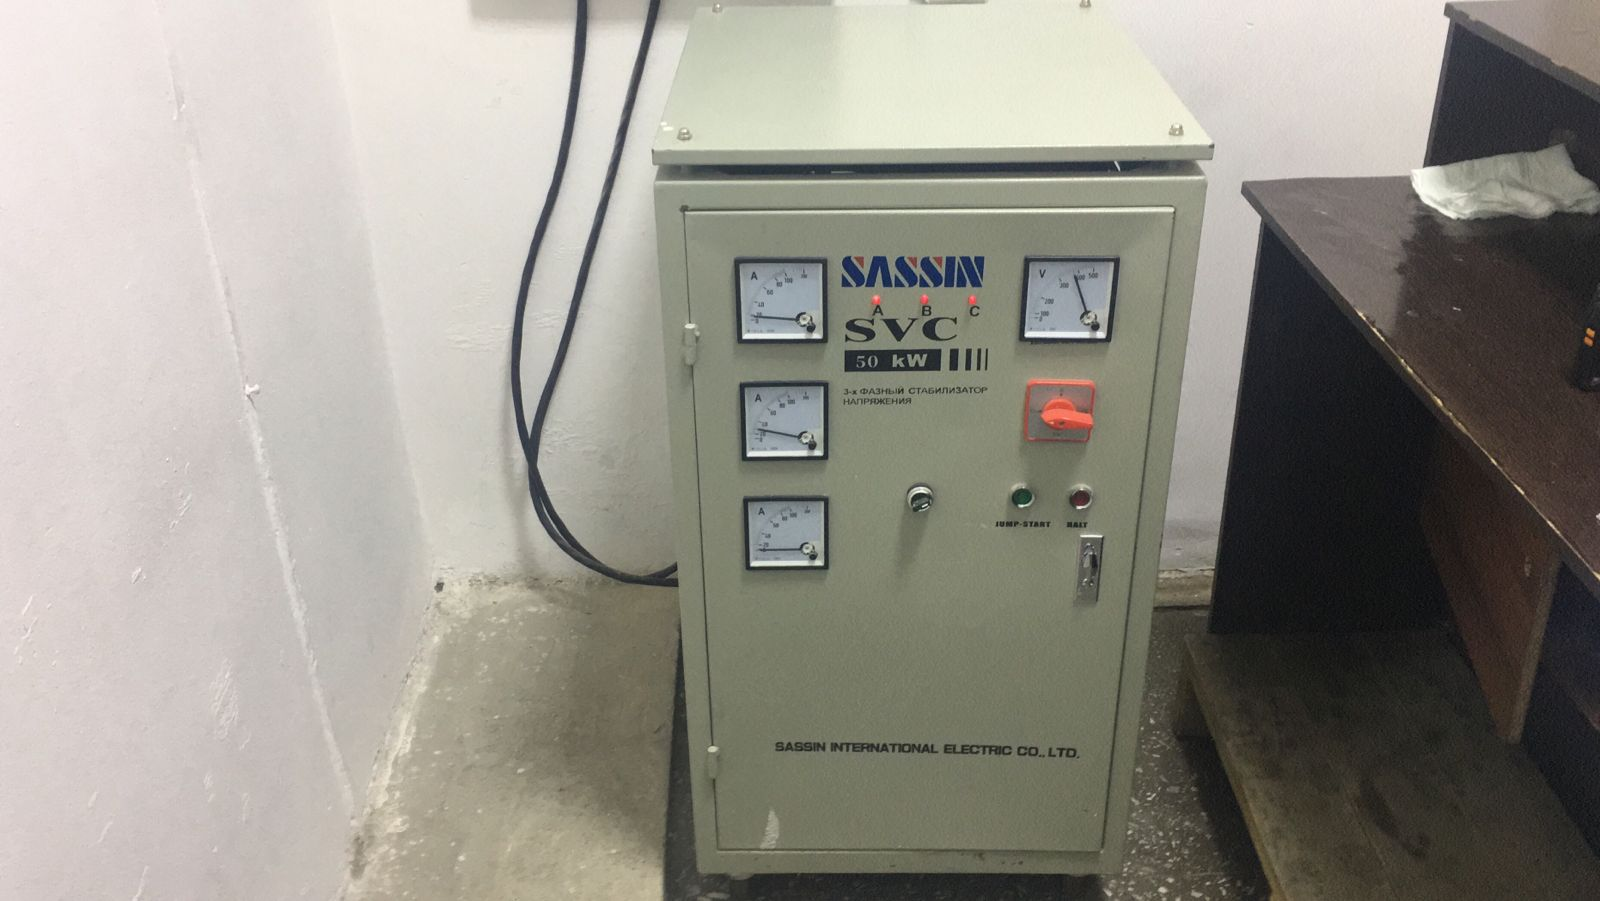 SASSIN
A B C
SVC
50 kW
3-х ФАЗНЫЙ СТАБИЛИЗАТОР
НАПРЯЖЕНИЯ
A
V
A
A
JUMP-START HALT
SASSIN INTERNATIONAL ELECTRIC CO.,LTD.